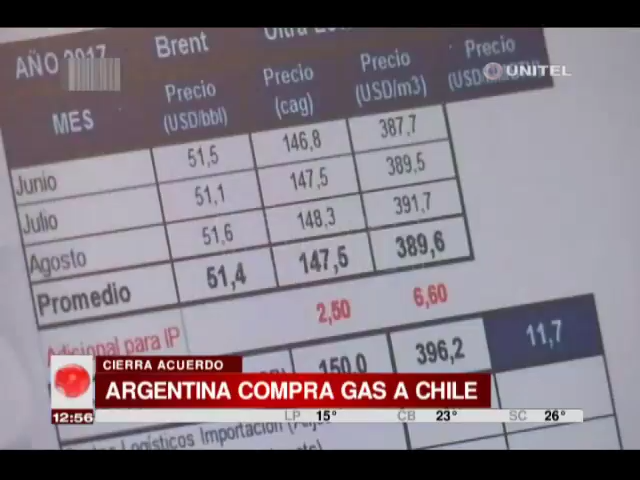 AÑO 2017 Brent Ultra
Precio Precio Precio Precio
(USD/bbl) (cag) (USD/m3)
UNITEL
MES
Junio 51,5 146,8 387,7
Julio 51,1 147,5 389,5
Agosto 51,6 148,3 391,7
Promedio 51,4 147,5 389,6
Adicional para IP 2,50 6,60
150,0 396,2 11,7
CIERRA ACUERDO
ARGENTINA COMPRA GAS A CHILE
12:56 LP 15° CB 23° SC 26°
Logísticos Importación